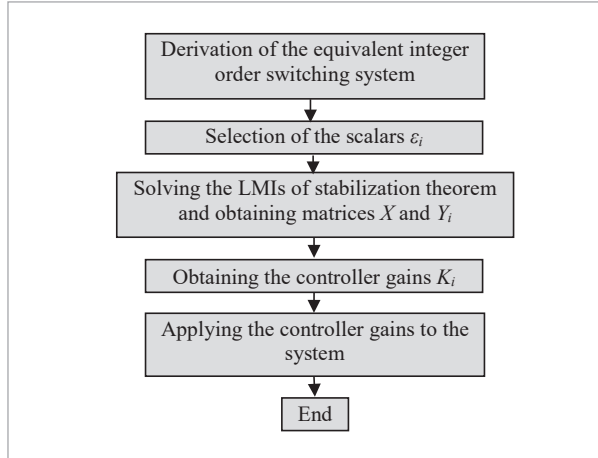 Derivation of the equivalent integer
order switching system
Selection of the scalars εi
Solving the LMIs of stabilization theorem
and obtaining matrices X and Yi
Obtaining the controller gains Ki
Applying the controller gains to the
system
End